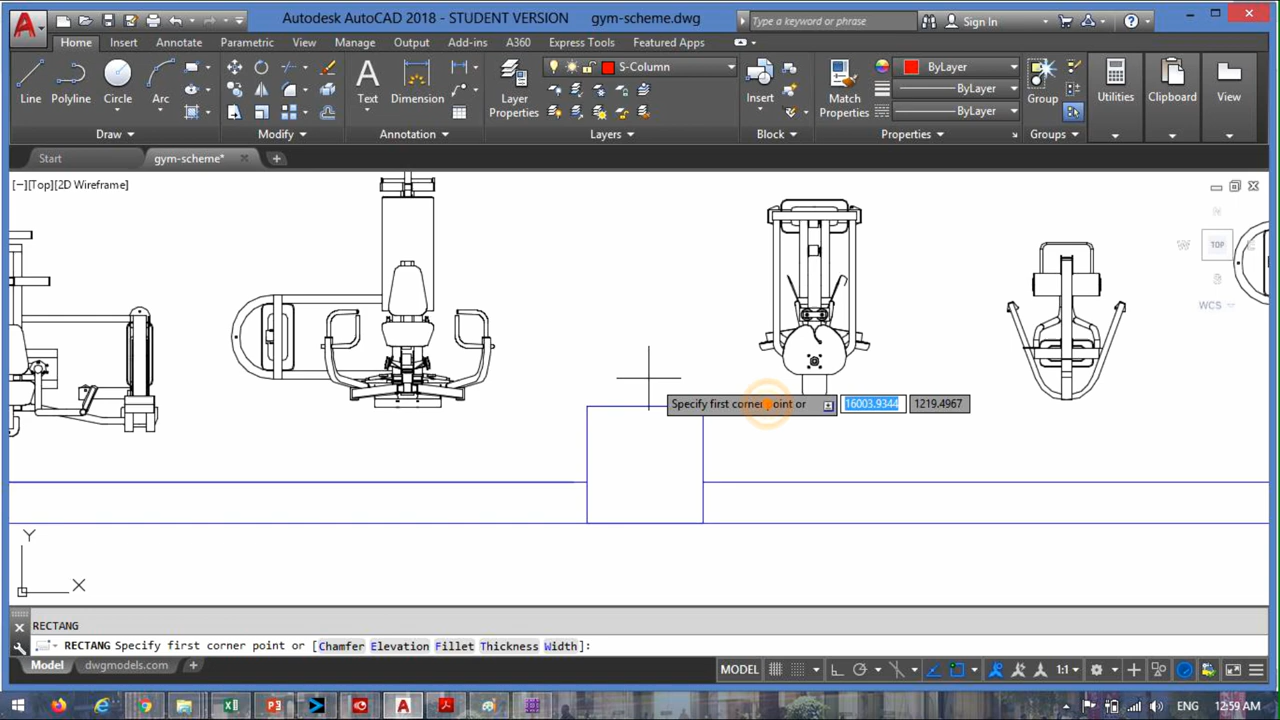 Autodesk AutoCAD 2018 - STUDENT VERSION gym-scheme.dwg Type a keyword or phrase Sign In
Home Insert Annotate Parametric View Manage Output Add-ins A360 Express Tools Featured Apps
S-Column ByLayer
Line Polyline Circle Arc Text Dimension Layer Properties Insert Match Properties ByLayer Group Utilities Clipboard View
ByLayer
Draw Modify Annotation Layers Block Properties Groups
Start gym-scheme*
[−][Top][2D Wireframe]
N
W TOP E
S
WCS
Specify first corner point or 16003.9344 1219.4967
Y
X
RECTANG
RECTANG Specify first corner point or [Chamfer Elevation Fillet Thickness Width]:
Model dwgmodels.com MODEL 1:1
ENG 12:59 AM